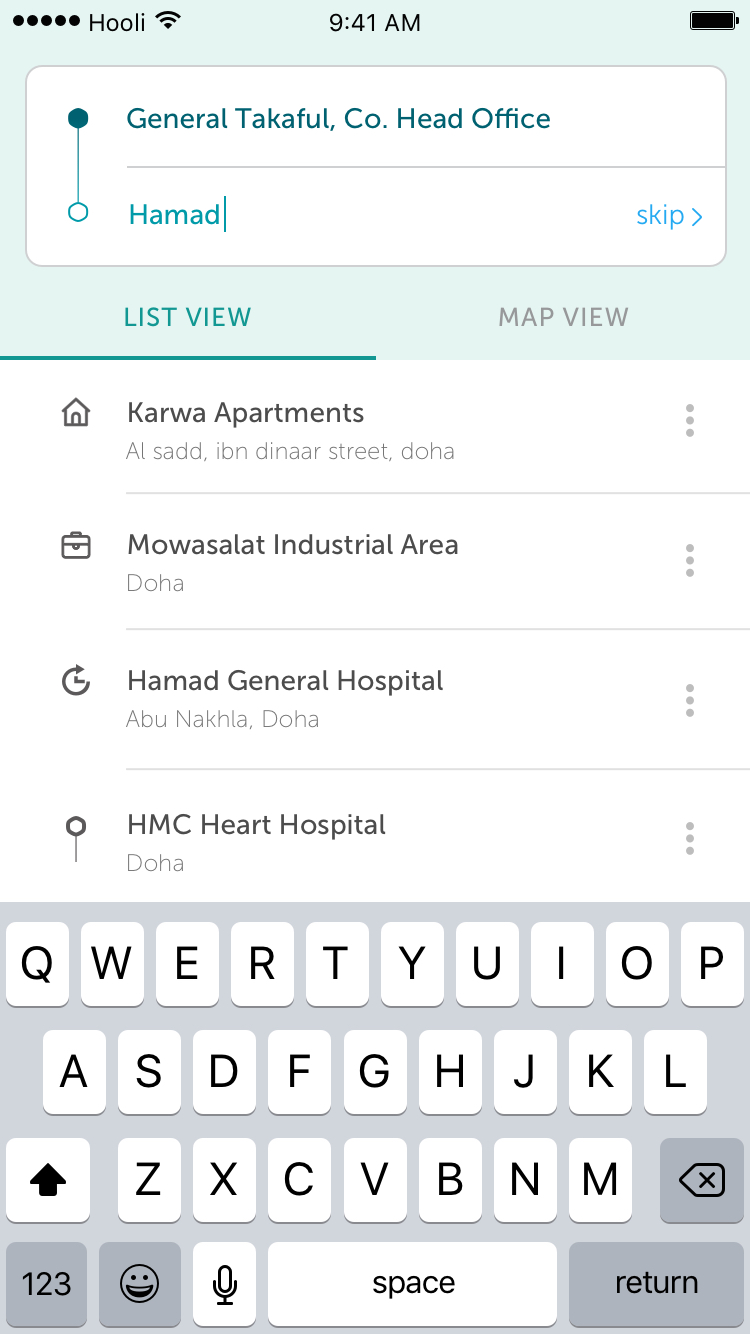 Hooli 9:41 AM
General Takaful, Co. Head Office
Hamad skip
LIST VIEW MAP VIEW
Karwa Apartments
Al sadd, ibn dinaar street, doha
Mowasalat Industrial Area
Doha
Hamad General Hospital
Abu Nakhla, Doha
HMC Heart Hospital
Doha
Q W E R T Y U I O P
A S D F G H J K L
Z X C V B N M
123 space return